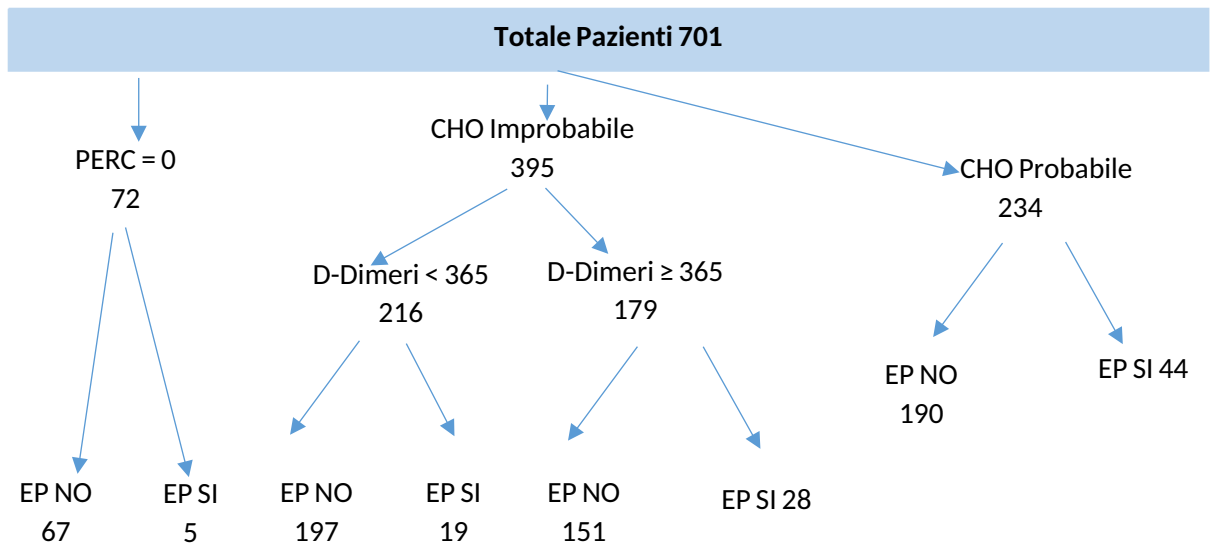 Totale Pazienti 701
PERC = 0
72
CHO Improbabile
395
CHO Probabile
234
D-Dimeri < 365
216
D-Dimeri ≥ 365
179
EP NO
190
EP SI 44
EP NO
67
EP SI
5
EP NO
197
EP SI
19
EP NO
151
EP SI 28